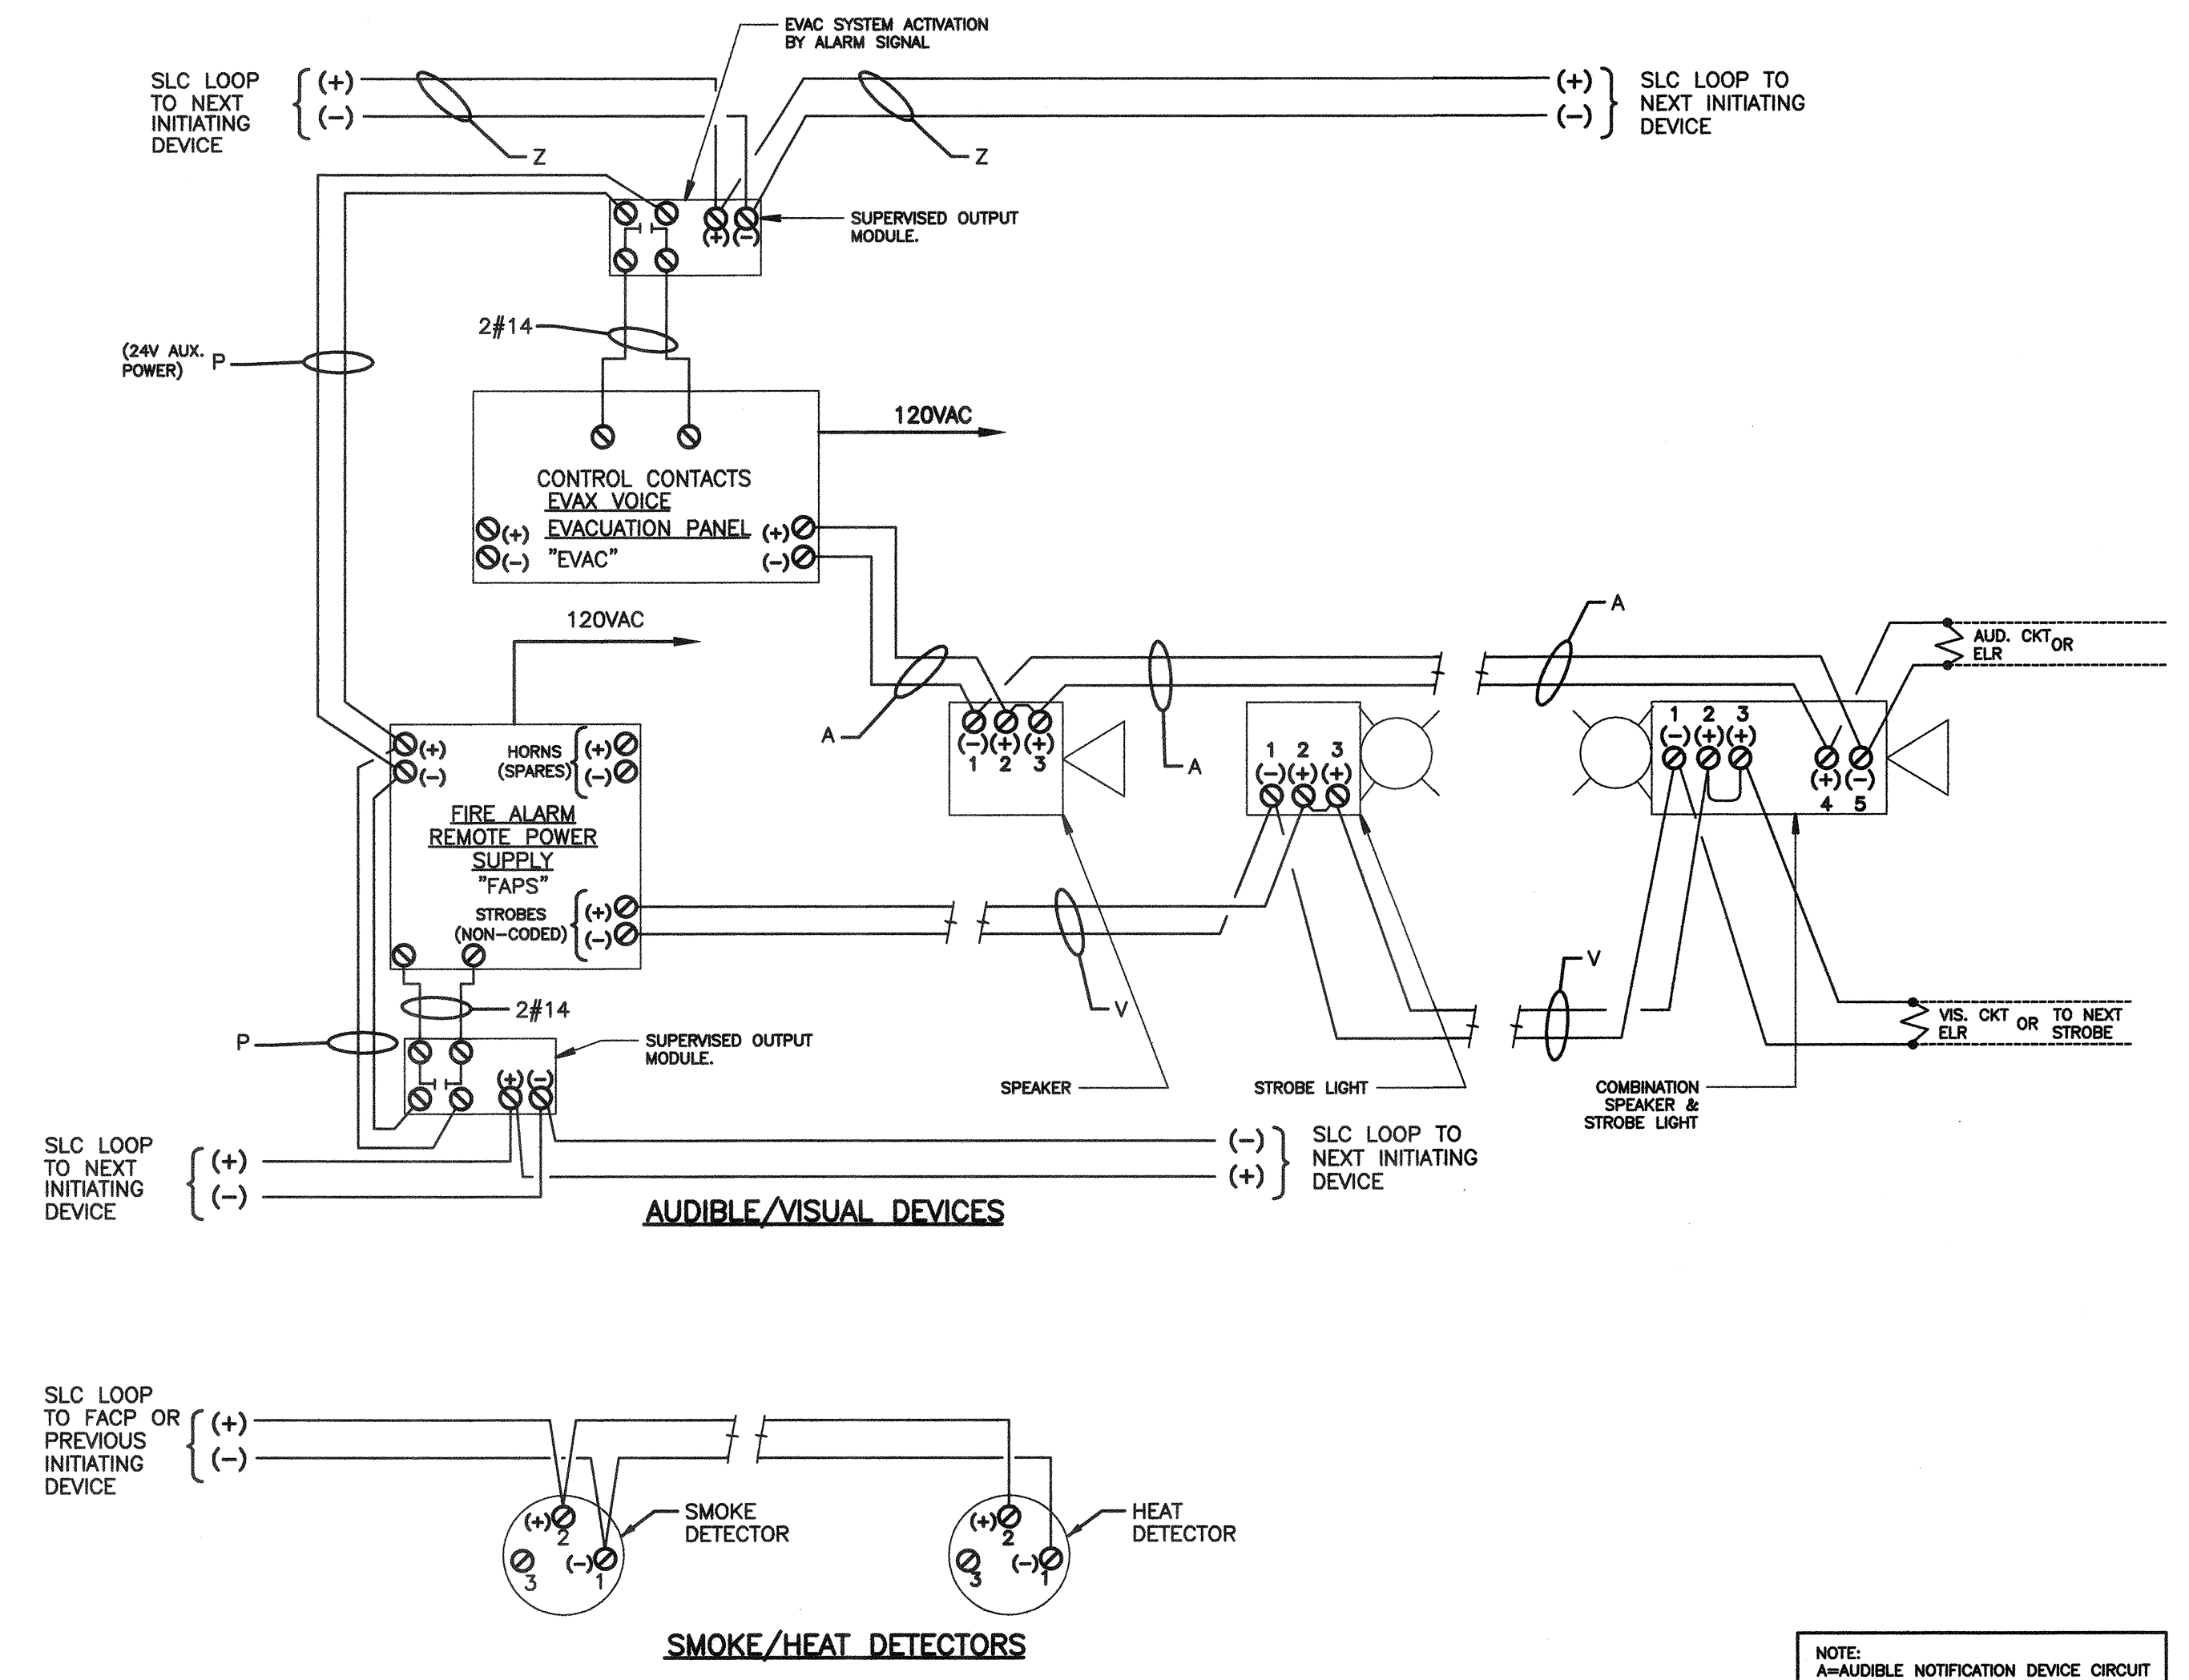 EVAC SYSTEM ACTIVATION
BY ALARM SIGNAL
SLC LOOP
TO NEXT
INITIATING
DEVICE
(+)
(-)
Z
Z
(+)
(-)
SLC LOOP TO
NEXT INITIATING
DEVICE
(+)
(-)
SUPERVISED OUTPUT
MODULE.
2#14
(24V AUX.
POWER)
P
120VAC
CONTROL CONTACTS
EVAX VOICE
EVACUATION PANEL
"EVAC"
(+)
(-)
(+)
(-)
120VAC
A
A
A
AUD. CKT
ELR
OR
(+)
(-)
HORNS
(SPARES)
(+)
(-)
FIRE ALARM
REMOTE POWER
SUPPLY
"FAPS"
STROBES
(NON-CODED)
(+)
(-)
(-) (+) (+)
1 2 3
1 2 3
(-) (+) (+)
1 2 3
(-) (+) (+)
(+) (-)
4 5
V
V
VIS. CKT
ELR
OR
TO NEXT
STROBE
2#14
P
SUPERVISED OUTPUT
MODULE.
(+) (-)
SPEAKER
STROBE LIGHT
COMBINATION
SPEAKER &
STROBE LIGHT
SLC LOOP
TO NEXT
INITIATING
DEVICE
(+)
(-)
(-)
(+)
SLC LOOP TO
NEXT INITIATING
DEVICE
AUDIBLE/VISUAL DEVICES
SLC LOOP
TO FACP OR
PREVIOUS
INITIATING
DEVICE
(+)
(-)
(+)
2
(-)
1
3
SMOKE
DETECTOR
(+)
2
(-)
1
3
HEAT
DETECTOR
SMOKE/HEAT DETECTORS
NOTE:
A=AUDIBLE NOTIFICATION DEVICE CIRCUIT